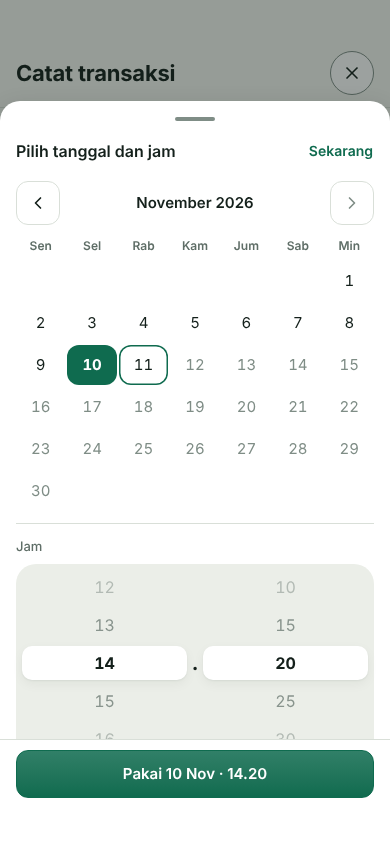 Catat transaksi
Pilih tanggal dan jam
Sekarang
November 2026
Sen Sel Rab Kam Jum Sab Min
1
2 3 4 5 6 7 8
9 10 11 12 13 14 15
16 17 18 19 20 21 22
23 24 25 26 27 28 29
30
Jam
12 10
13 15
14 . 20
15 25
16 30
Pakai 10 Nov · 14.20